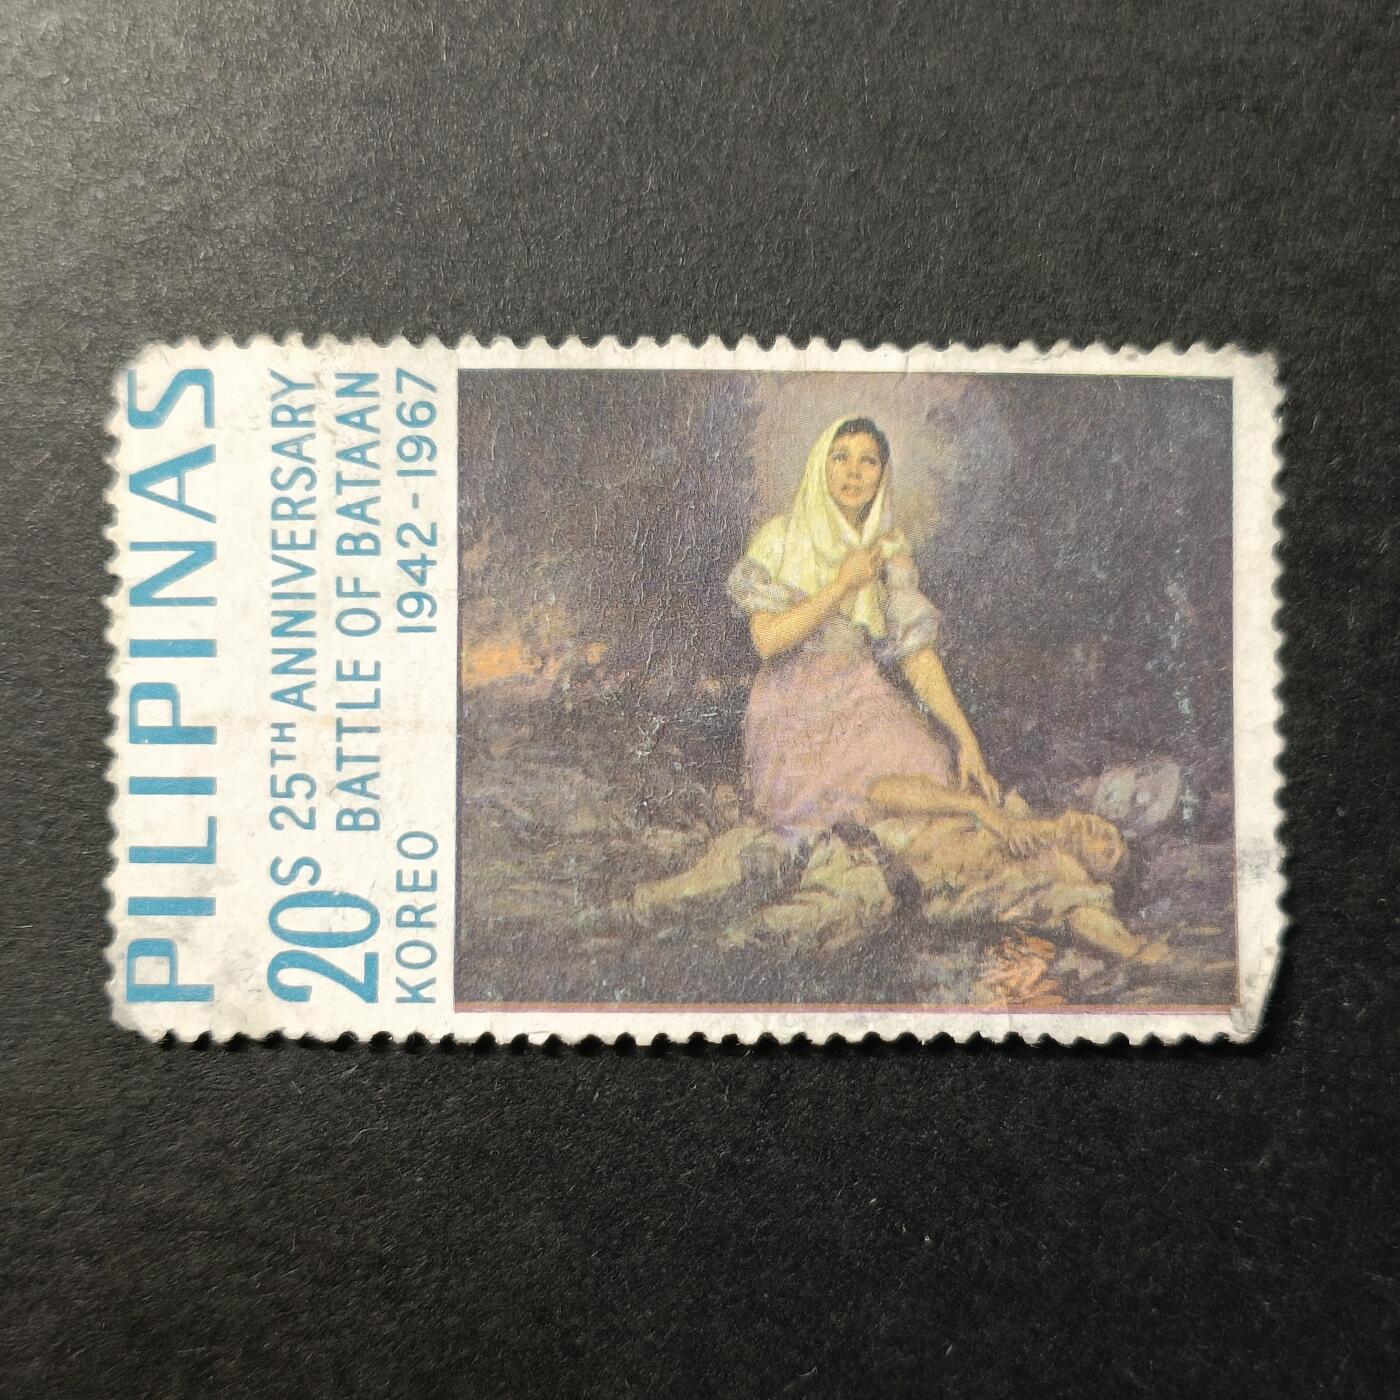 PILIPINAS
20s 25TH ANNIVERSARY
BATTLE OF BATAAN
KOREO 1942-1967